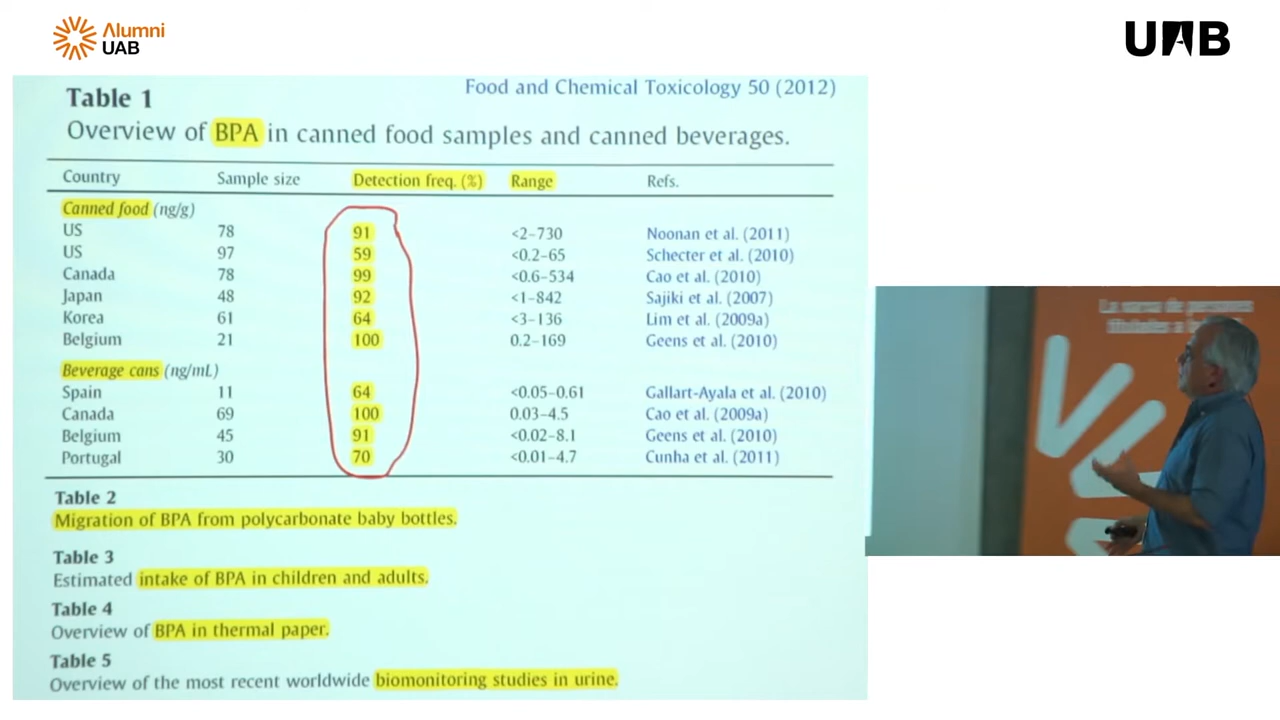 Alumni
UAB
UAB
Food and Chemical Toxicology 50 (2012)
Table 1
Overview of BPA in canned food samples and canned beverages.
Country Sample size Detection freq. (%) Range Refs.
Canned food (ng/g)
US 78 91 <2–730 Noonan et al. (2011)
US 97 59 <0.2–65 Schecter et al. (2010)
Canada 78 99 <0.6–534 Cao et al. (2010)
Japan 48 92 <1–842 Sajiki et al. (2007)
Korea 61 64 <3–136 Lim et al. (2009a)
Belgium 21 100 0.2–169 Geens et al. (2010)
Beverage cans (ng/mL)
Spain 11 64 <0.05–0.61 Gallart-Ayala et al. (2010)
Canada 69 100 0.03–4.5 Cao et al. (2009a)
Belgium 45 91 <0.02–8.1 Geens et al. (2010)
Portugal 30 70 <0.01–4.7 Cunha et al. (2011)
Table 2
Migration of BPA from polycarbonate baby bottles.
Table 3
Estimated intake of BPA in children and adults.
Table 4
Overview of BPA in thermal paper.
Table 5
Overview of the most recent worldwide biomonitoring studies in urine.